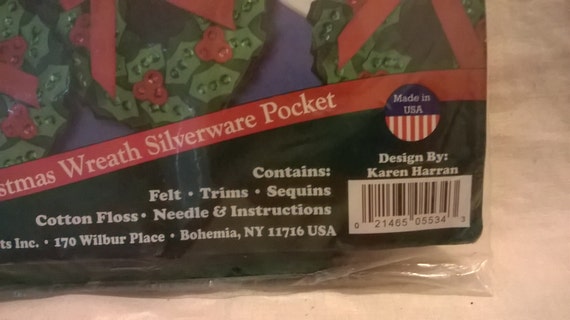 stmas Wreath Silverware Pocket
Made in
USA
Contains:
Felt · Trims · Sequins
Cotton Floss · Needle & Instructions
ts Inc. · 170 Wilbur Place · Bohemia, NY 11716 USA
Design By:
Karen Harran
0 21465 05534 3